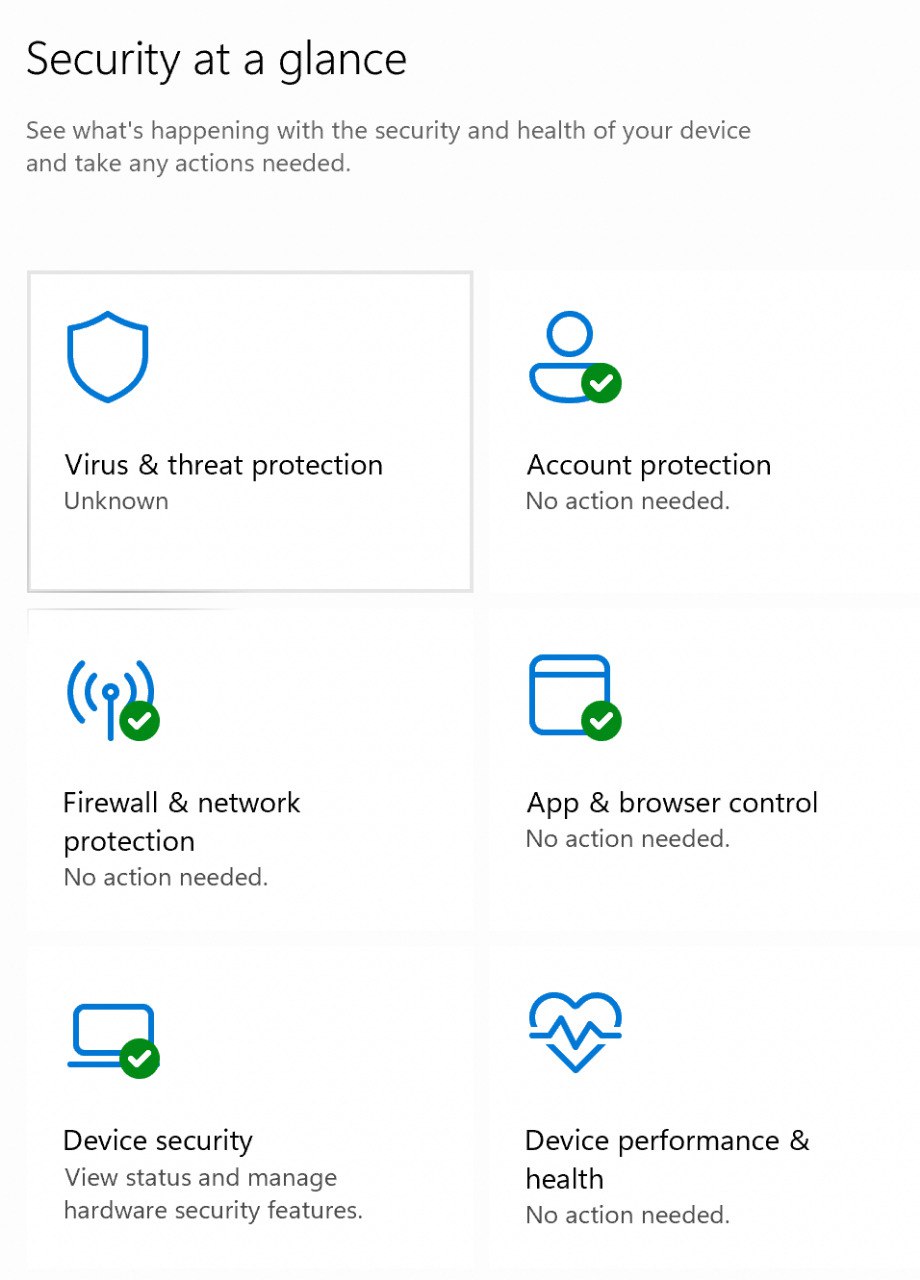 Security at a glance
See what's happening with the security and health of your device
and take any actions needed.
Virus & threat protection
Unknown
Account protection
No action needed.
Firewall & network
protection
No action needed.
App & browser control
No action needed.
Device security
View status and manage
hardware security features.
Device performance &
health
No action needed.